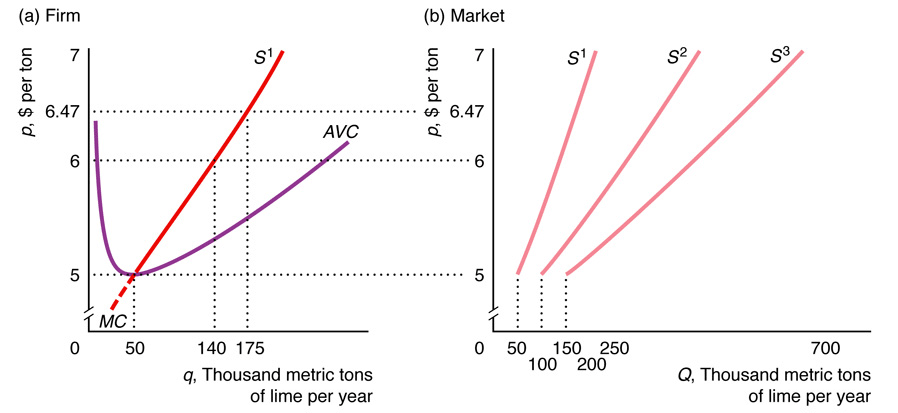 (a) Firm
p, $ per ton
7
6.47
6
5
0
S¹
AVC
MC
50 140 175
q, Thousand metric tons
of lime per year
(b) Market
p, $ per ton
7
6.47
6
5
0
S¹ S² S³
50 150 250 700
100 200
Q, Thousand metric tons
of lime per year